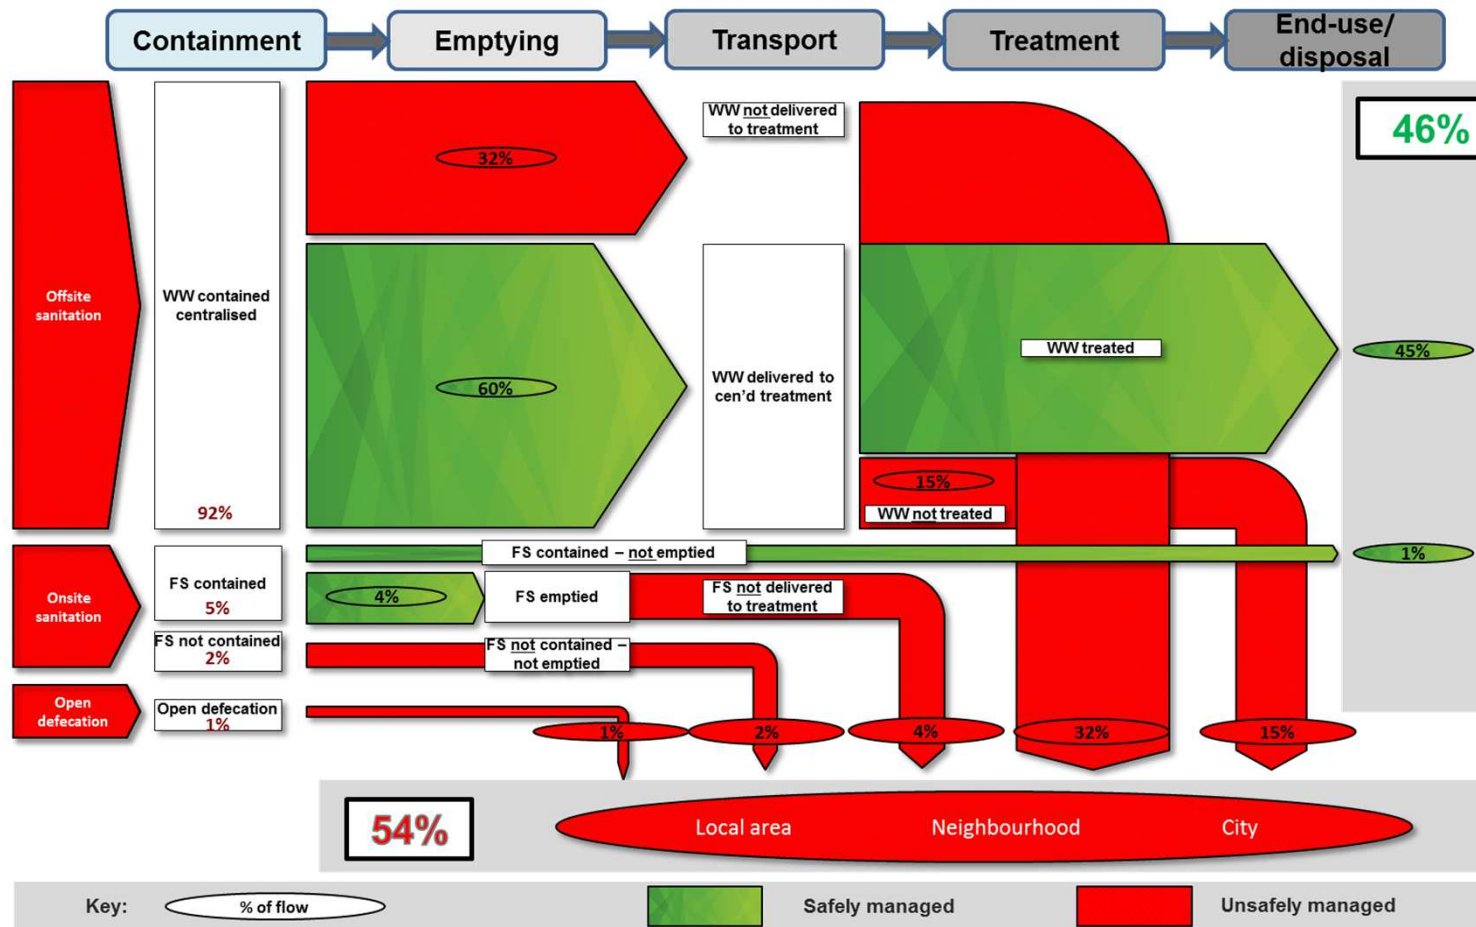 Containment
Emptying
Transport
Treatment
End-use/
disposal
WW not delivered
to treatment
46%
32%
Offsite
sanitation
WW contained
centralised
92%
60%
WW delivered to
cen'd treatment
WW treated
45%
15%
WW not treated
FS contained – not emptied
1%
Onsite
sanitation
FS contained
5%
4%
FS emptied
FS not delivered
to treatment
FS not contained
2%
FS not contained –
not emptied
Open
defecation
Open defecation
1%
1%
2%
4%
32%
15%
54%
Local area
Neighbourhood
City
Key:
% of flow
Safely managed
Unsafely managed